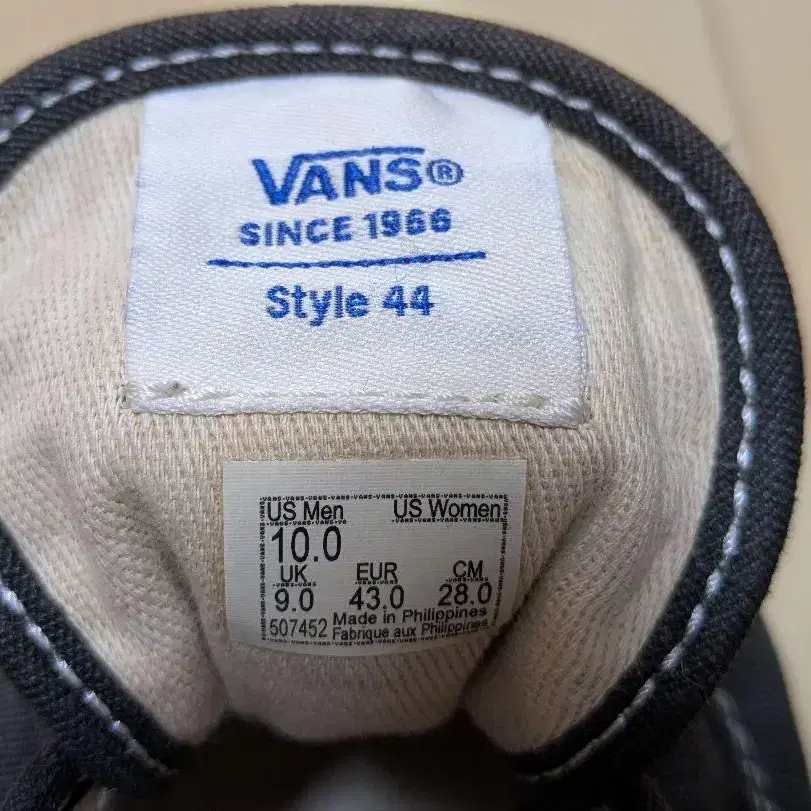 VANS®
SINCE 1966
Style 44
US Men US Women
10.0
UK EUR CM
9.0 43.0 28.0
507452 Made in Philippines
Fabrique aux Philippines